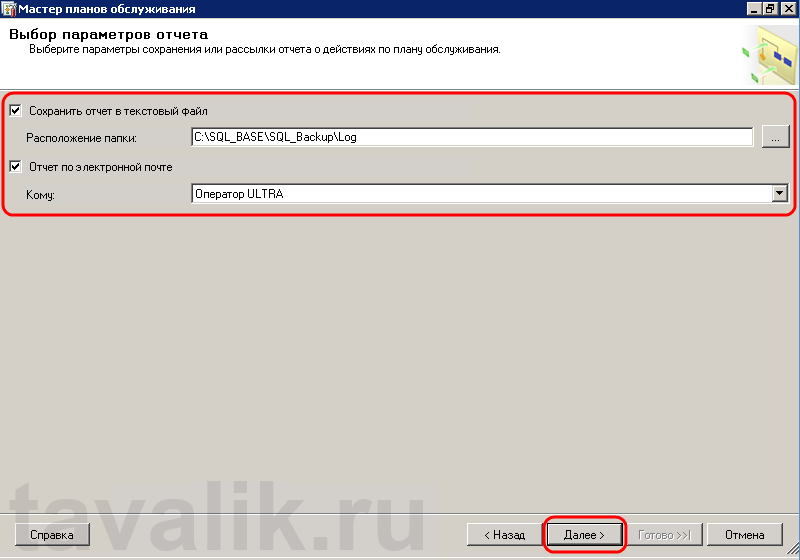 Мастер планов обслуживания
Выбор параметров отчета
Выберите параметры сохранения или рассылки отчета о действиях по плану обслуживания.
Сохранить отчет в текстовый файл
Расположение папки: C:\SQL_BASE\SQL_Backup\Log ...
Отчет по электронной почте
Кому: Оператор ULTRA
tavalik.ru
Справка < Назад Далее > Готово >>| Отмена